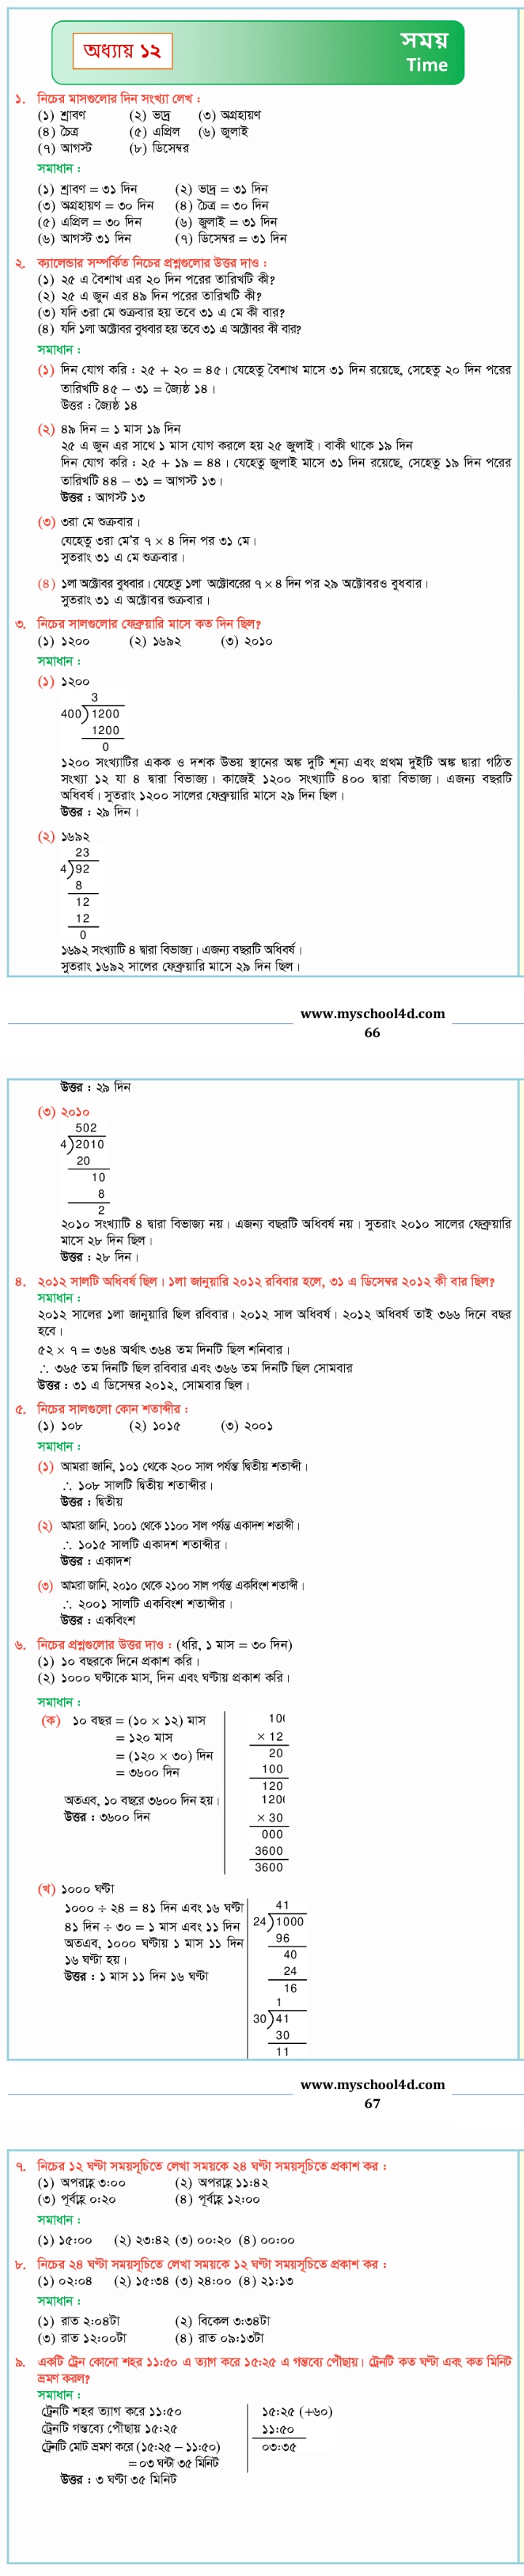 অধ্যায় ১২
সময়
Time
১. নিচের মাসগুলোর দিন সংখ্যা লেখ :
(১) শ্রাবণ (২) ভাদ্র (৩) অগ্রহায়ণ
(৪) চৈত্র (৫) এপ্রিল (৬) জুলাই
(৭) আগস্ট (৮) ডিসেম্বর
সমাধান :
(১) শ্রাবণ = ৩১ দিন (২) ভাদ্র = ৩১ দিন
(৩) অগ্রহায়ণ = ৩০ দিন (৪) চৈত্র = ৩০ দিন
(৫) এপ্রিল = ৩০ দিন (৬) জুলাই = ৩১ দিন
(৬) আগস্ট ৩১ দিন (৭) ডিসেম্বর = ৩১ দিন
২. ক্যালেন্ডার সম্পর্কিত নিচের প্রশ্নগুলোর উত্তর দাও :
(১) ২৫ এ বৈশাখ এর ২০ দিন পরের তারিখটি কী?
(২) ২৫ এ জুন এর ৪৯ দিন পরের তারিখটি কী?
(৩) যদি ৩রা মে শুক্রবার হয় তবে ৩১ এ মে কী বার?
(৪) যদি ১লা অক্টোবর বুধবার হয় তবে ৩১ এ অক্টোবর কী বার?
সমাধান :
(১) দিন যোগ করি : ২৫ + ২০ = ৪৫। যেহেতু বৈশাখ মাসে ৩১ দিন রয়েছে, সেহেতু ২০ দিন পরের
তারিখটি ৪৫ – ৩১ = জ্যৈষ্ঠ ১৪।
উত্তর : জ্যৈষ্ঠ ১৪
(২) ৪৯ দিন = ১ মাস ১৯ দিন
২৫ এ জুন এর সাথে ১ মাস যোগ করলে হয় ২৫ জুলাই। বাকী থাকে ১৯ দিন
দিন যোগ করি : ২৫ + ১৯ = ৪৪। যেহেতু জুলাই মাসে ৩১ দিন রয়েছে, সেহেতু ১৯ দিন পরের
তারিখটি ৪৪ – ৩১ = আগস্ট ১৩।
উত্তর : আগস্ট ১৩
(৩) ৩রা মে শুক্রবার।
যেহেতু ৩রা মে'র ৭ × ৪ দিন পর ৩১ মে।
সুতরাং ৩১ এ মে শুক্রবার।
(৪) ১লা অক্টোবর বুধবার। যেহেতু ১লা অক্টোবরের ৭ × ৪ দিন পর ২৯ অক্টোবরও বুধবার।
সুতরাং ৩১ এ অক্টোবর শুক্রবার।
৩. নিচের সালগুলোর ফেব্রুয়ারি মাসে কত দিন ছিল?
(১) ১২০০ (২) ১৬৯২ (৩) ২০১০
সমাধান :
(১) ১২০০
3
400)1200
1200
0
১২০০ সংখ্যাটির একক ও দশক উভয় স্থানের অঙ্ক দুটি শূন্য এবং প্রথম দুইটি অঙ্ক দ্বারা গঠিত
সংখ্যা ১২ যা ৪ দ্বারা বিভাজ্য। কাজেই ১২০০ সংখ্যাটি ৪০০ দ্বারা বিভাজ্য। এজন্য বছরটি
অধিবর্ষ। সুতরাং ১২০০ সালের ফেব্রুয়ারি মাসে ২৯ দিন ছিল।
উত্তর : ২৯ দিন।
(২) ১৬৯২
23
4)92
8
12
12
0
১৬৯২ সংখ্যাটি ৪ দ্বারা বিভাজ্য। এজন্য বছরটি অধিবর্ষ।
সুতরাং ১৬৯২ সালের ফেব্রুয়ারি মাসে ২৯ দিন ছিল।
www.myschool4d.com
66
উত্তর : ২৯ দিন
(৩) ২০১০
502
4)2010
20
10
8
2
২০১০ সংখ্যাটি ৪ দ্বারা বিভাজ্য নয়। এজন্য বছরটি অধিবর্ষ নয়। সুতরাং ২০১০ সালের ফেব্রুয়ারি
মাসে ২৮ দিন ছিল।
উত্তর : ২৮ দিন।
৪. ২০১২ সালটি অধিবর্ষ ছিল। ১লা জানুয়ারি ২০১২ রবিবার হলে, ৩১ এ ডিসেম্বর ২০১২ কী বার ছিল?
সমাধান :
২০১২ সালের ১লা জানুয়ারি ছিল রবিবার। ২০১২ সাল অধিবর্ষ। ২০১২ অধিবর্ষ তাই ৩৬৬ দিনে বছর
হবে।
৫২ × ৭ = ৩৬৪ অর্থাৎ ৩৬৪ তম দিনটি ছিল শনিবার।
∴ ৩৬৫ তম দিনটি ছিল রবিবার এবং ৩৬৬ তম দিনটি ছিল সোমবার
উত্তর : ৩১ এ ডিসেম্বর ২০১২, সোমবার ছিল।
৫. নিচের সালগুলো কোন শতাব্দীর :
(১) ১০৮ (২) ১০১৫ (৩) ২০০১
সমাধান :
(১) আমরা জানি, ১০১ থেকে ২০০ সাল পর্যন্ত দ্বিতীয় শতাব্দী।
∴ ১০৮ সালটি দ্বিতীয় শতাব্দীর।
উত্তর : দ্বিতীয়
(২) আমরা জানি, ১০০১ থেকে ১১০০ সাল পর্যন্ত একাদশ শতাব্দী।
∴ ১০১৫ সালটি একাদশ শতাব্দীর।
উত্তর : একাদশ
(৩) আমরা জানি, ২০১০ থেকে ২১০০ সাল পর্যন্ত একবিংশ শতাব্দী।
∴ ২০০১ সালটি একবিংশ শতাব্দীর।
উত্তর : একবিংশ
৬. নিচের প্রশ্নগুলোর উত্তর দাও : (ধরি, ১ মাস = ৩০ দিন)
(১) ১০ বছরকে দিনে প্রকাশ করি।
(২) ১০০০ ঘণ্টাকে মাস, দিন এবং ঘণ্টায় প্রকাশ করি।
সমাধান :
(ক) ১০ বছর = (১০ × ১২) মাস
= ১২০ মাস
= (১২০ × ৩০) দিন
= ৩৬০০ দিন
অতএব, ১০ বছরে ৩৬০০ দিন হয়।
উত্তর : ৩৬০০ দিন
10
× 12
20
100
120
120
× 30
000
3600
3600
(খ) ১০০০ ঘণ্টা
১০০০ ÷ ২৪ = ৪১ দিন এবং ১৬ ঘণ্টা
৪১ দিন ÷ ৩০ = ১ মাস এবং ১১ দিন
অতএব, ১০০০ ঘণ্টায় ১ মাস ১১ দিন
১৬ ঘণ্টা হয়।
উত্তর : ১ মাস ১১ দিন ১৬ ঘণ্টা
41
24)1000
96
40
24
16
1
30)41
30
11
www.myschool4d.com
67
৭. নিচের ১২ ঘণ্টা সময়সূচিতে লেখা সময়কে ২৪ ঘণ্টা সময়সূচিতে প্রকাশ কর :
(১) অপরাহ্ণ ৩:০০ (২) অপরাহ্ণ ১১:৪২
(৩) পূর্বাহ্ণ ০:২০ (৪) পূর্বাহ্ণ ১২:০০
সমাধান :
(১) ১৫:০০ (২) ২৩:৪২ (৩) ০০:২০ (৪) ০০:০০
৮. নিচের ২৪ ঘণ্টা সময়সূচিতে লেখা সময়কে ১২ ঘণ্টা সময়সূচিতে প্রকাশ কর :
(১) ০২:০৪ (২) ১৫:৩৪ (৩) ২৪:০০ (৪) ২১:১৩
সমাধান :
(১) রাত ২:০৪টা (২) বিকেল ৩:৩৪টা
(৩) রাত ১২:০০টা (৪) রাত ০৯:১৩টা
৯. একটি ট্রেন কোনো শহর ১১:৫০ এ ত্যাগ করে ১৫:২৫ এ গন্তব্যে পৌঁছায়। ট্রেনটি কত ঘণ্টা এবং কত মিনিট
ভ্রমণ করল?
সমাধান :
ট্রেনটি শহর ত্যাগ করে ১১:৫০
ট্রেনটি গন্তব্যে পৌঁছায় ১৫:২৫
ট্রেনটি মোট ভ্রমণ করে (১৫:২৫ – ১১:৫০)
= ০৩ ঘন্টা ৩৫ মিনিট
উত্তর : ৩ ঘণ্টা ৩৫ মিনিট
১৫:২৫ (+৬০)
১১:৫০
০৩:৩৫